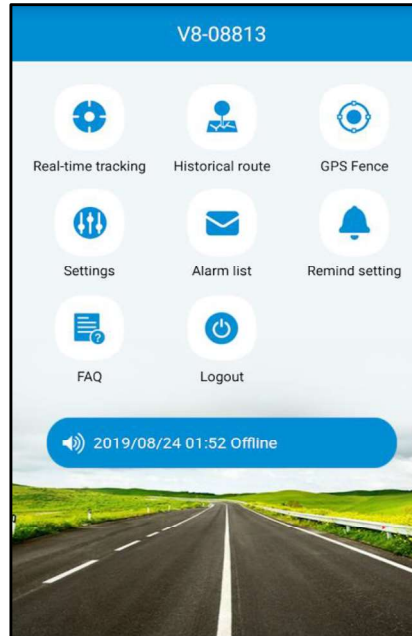 V8-08813
Real-time tracking Historical route GPS Fence
Settings Alarm list Remind setting
FAQ Logout
2019/08/24 01:52 Offline